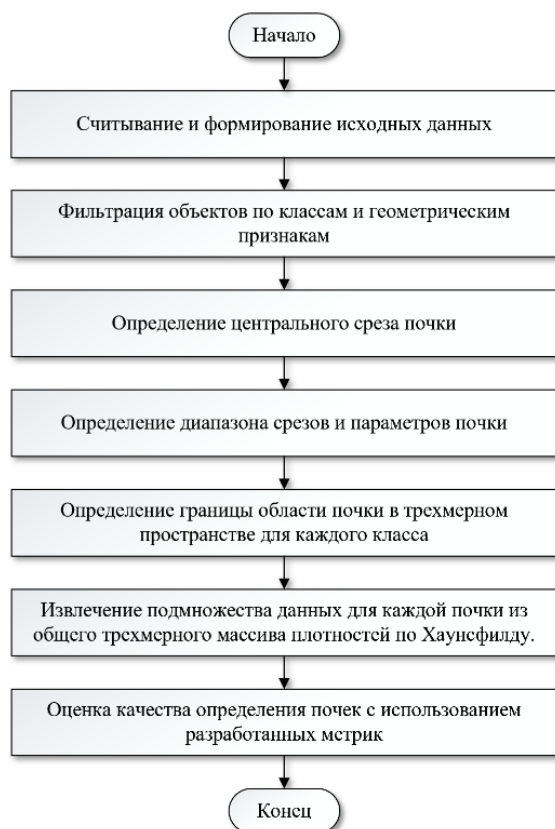 Начало
Считывание и формирование исходных данных
Фильтрация объектов по классам и геометрическим
признакам
Определение центрального среза почки
Определение диапазона срезов и параметров почки
Определение границы области почки в трехмерном
пространстве для каждого класса
Извлечение подмножества данных для каждой почки из
общего трехмерного массива плотностей по Хаунсфилду.
Оценка качества определения почек с использованием
разработанных метрик
Конец